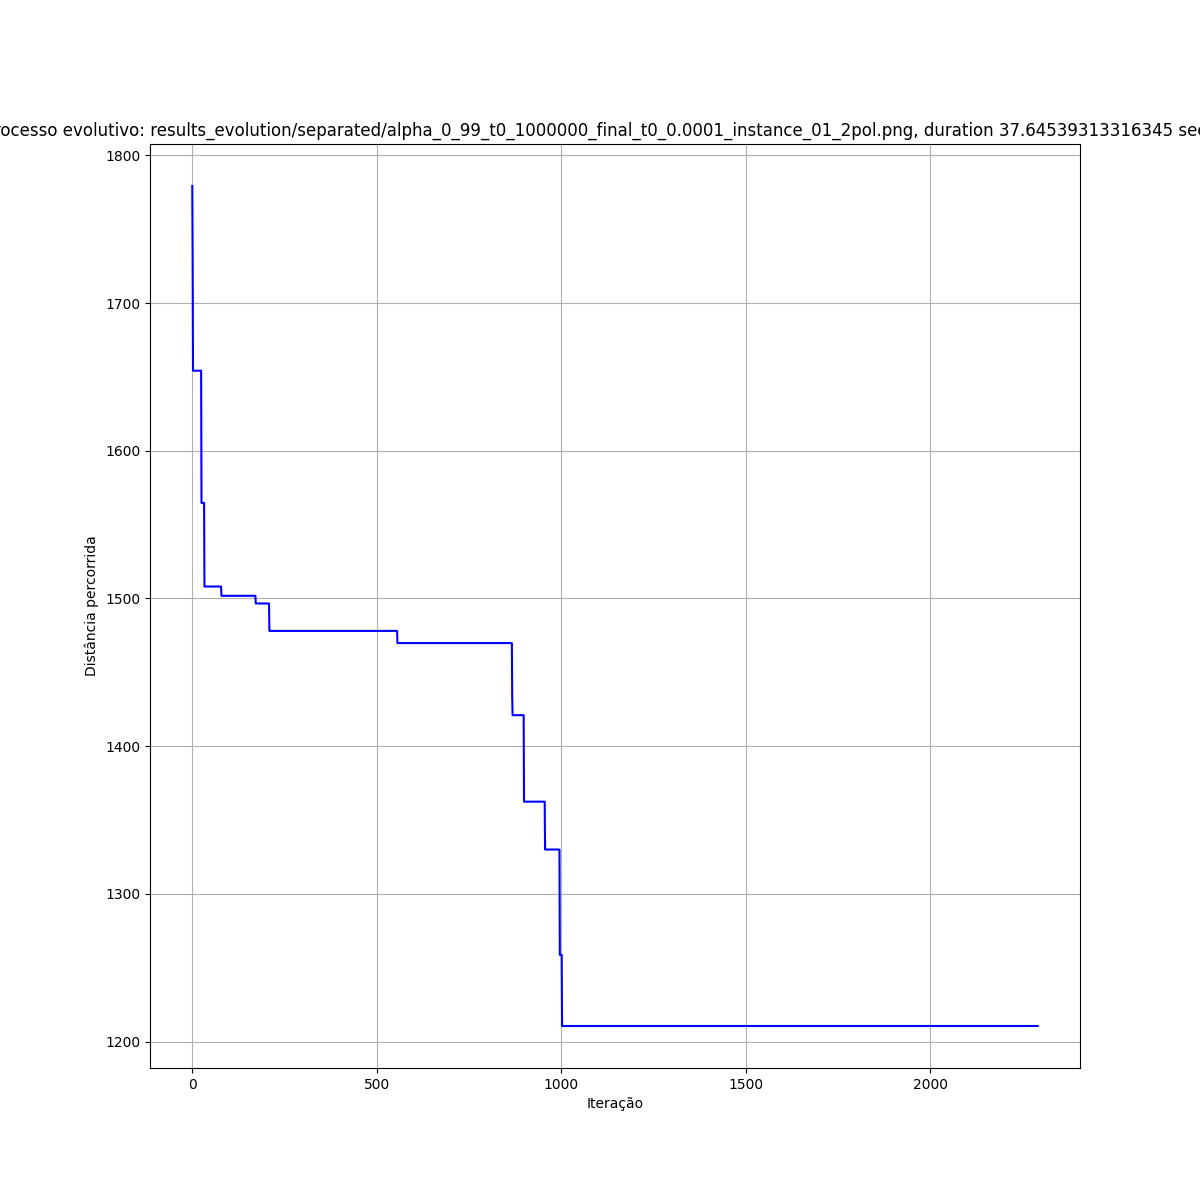 ocesso evolutivo: results_evolution/separated/alpha_0_99_t0_1000000_final_t0_0.0001_instance_01_2pol.png, duration 37.64539313316345 sec
1800
1700
1600
1500
1400
1300
1200
Distância percorrida
0 500 1000 1500 2000
Iteração